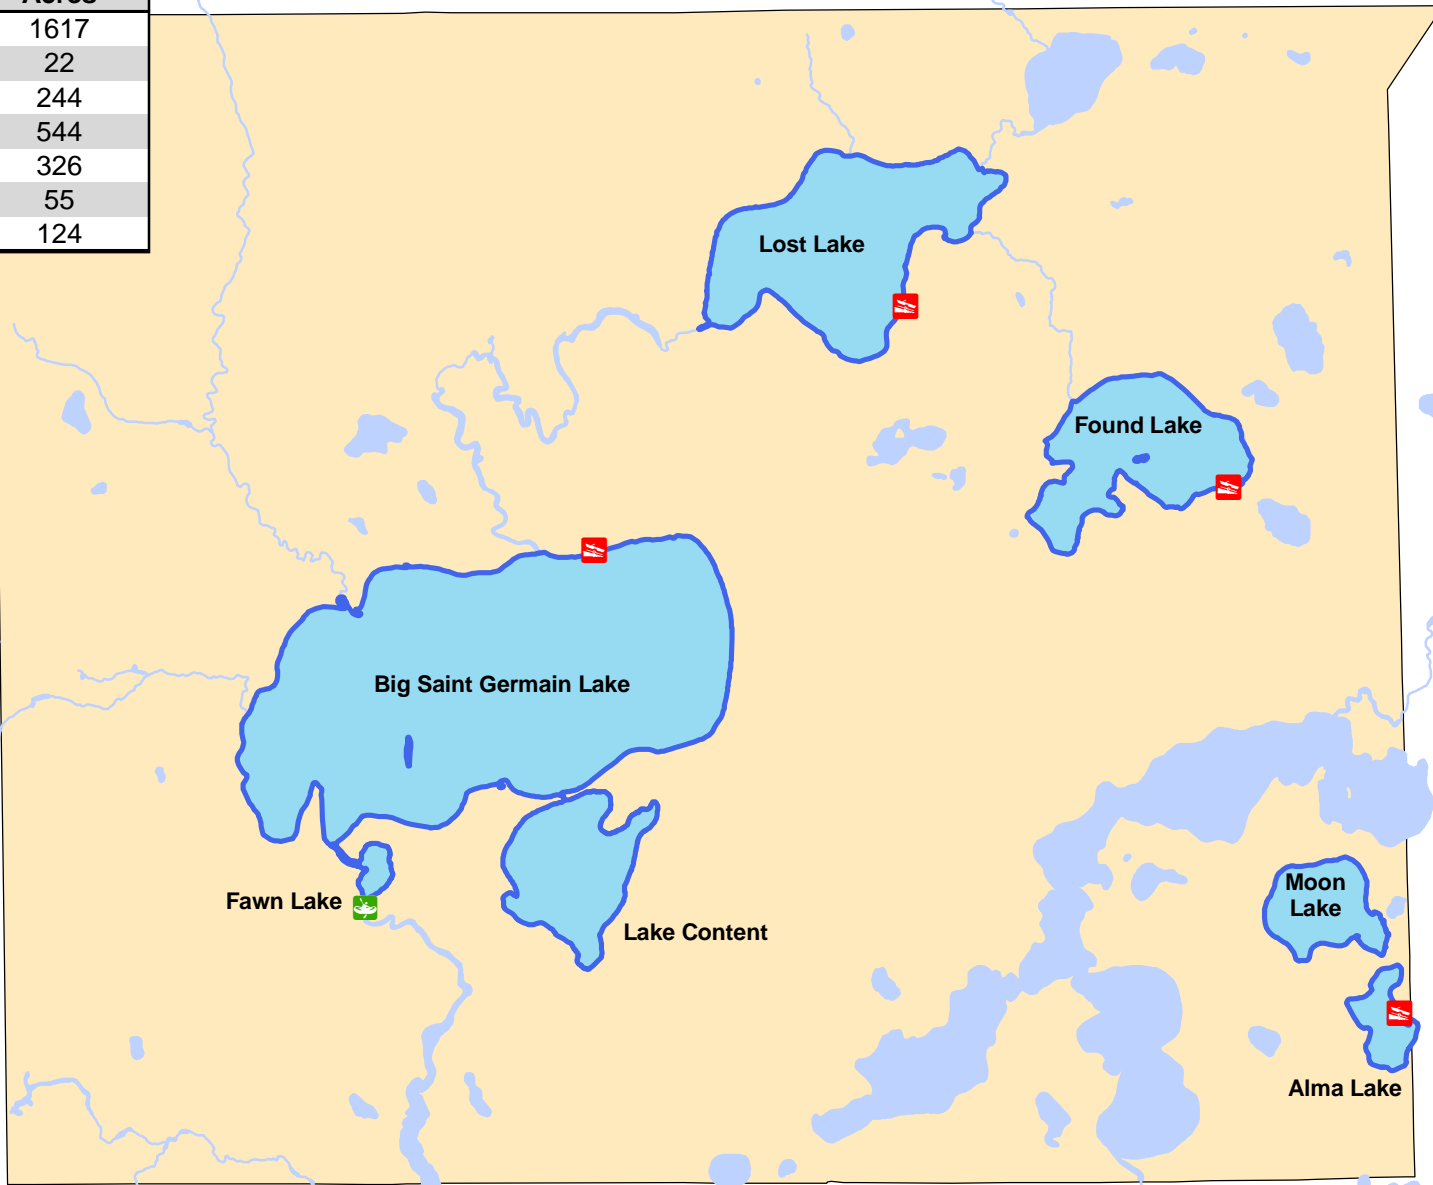 Acres
1617
22
244
544
326
55
124
Lost Lake
Found Lake
Big Saint Germain Lake
Moon
Lake
Fawn Lake
Lake Content
Alma Lake